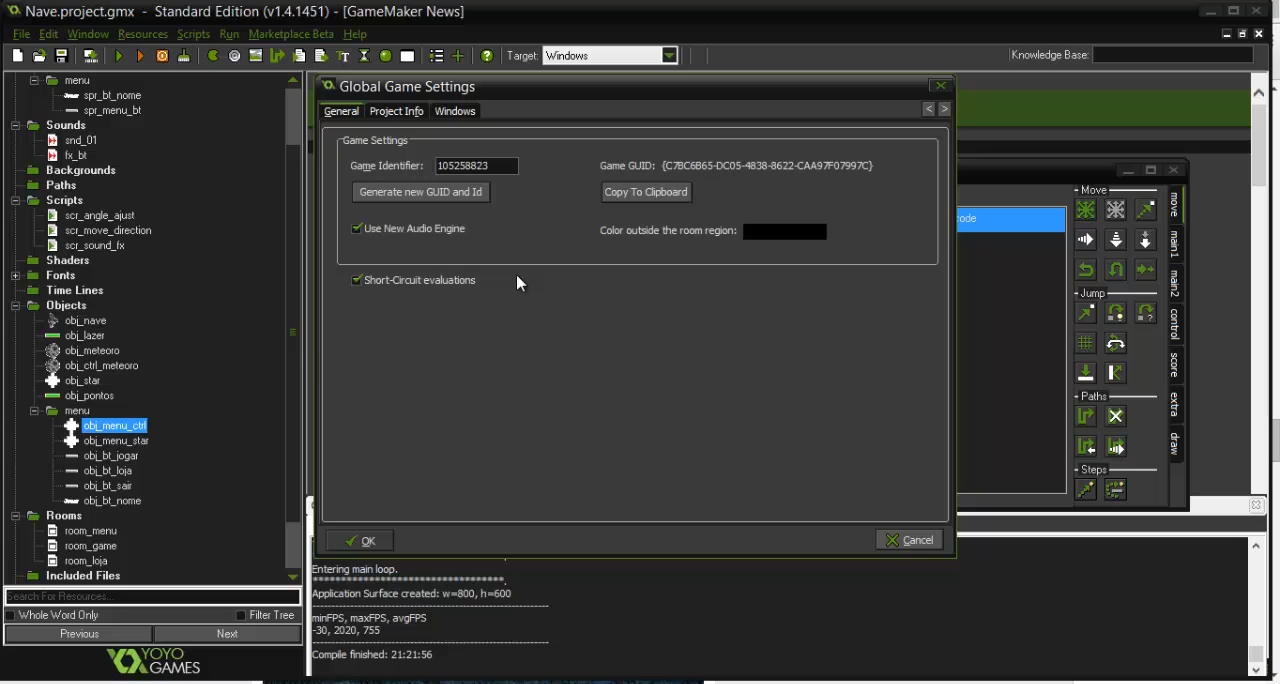 Nave.project.gmx - Standard Edition (v1.4.1451) - [GameMaker News]
File Edit Window Resources Scripts Run Marketplace Beta Help
Target: Windows
Knowledge Base:
menu
spr_bt_nome
spr_menu_bt
Sounds
snd_01
fx_bt
Backgrounds
Paths
Scripts
scr_angle_ajust
scr_move_direction
scr_sound_fx
Shaders
Fonts
Time Lines
Objects
obj_nave
obj_lazer
obj_meteoro
obj_ctrl_meteoro
obj_star
obj_pontos
menu
obj_menu_ctrl
obj_menu_star
obj_bt_jogar
obj_bt_loja
obj_bt_sair
obj_bt_nome
Rooms
room_menu
room_game
room_loja
Included Files
Search For Resources...
Whole Word Only Filter Tree
Previous Next
YOYO
GAMES
Global Game Settings
General Project Info Windows
Game Settings
Game Identifier: 105258823 Game GUID: {C7BC6B65-DC05-4838-8622-CAA97F07997C}
Generate new GUID and Id Copy To Clipboard
Use New Audio Engine Color outside the room region:
Short-Circuit evaluations
OK Cancel
code
Move
Jump
Paths
Steps
move
main1
main2
control
score
extra
draw
Entering main loop.
**************************************.
Application Surface created: w=800, h=600
minFPS, maxFPS, avgFPS
-30, 2020, 755
Compile finished: 21:21:56